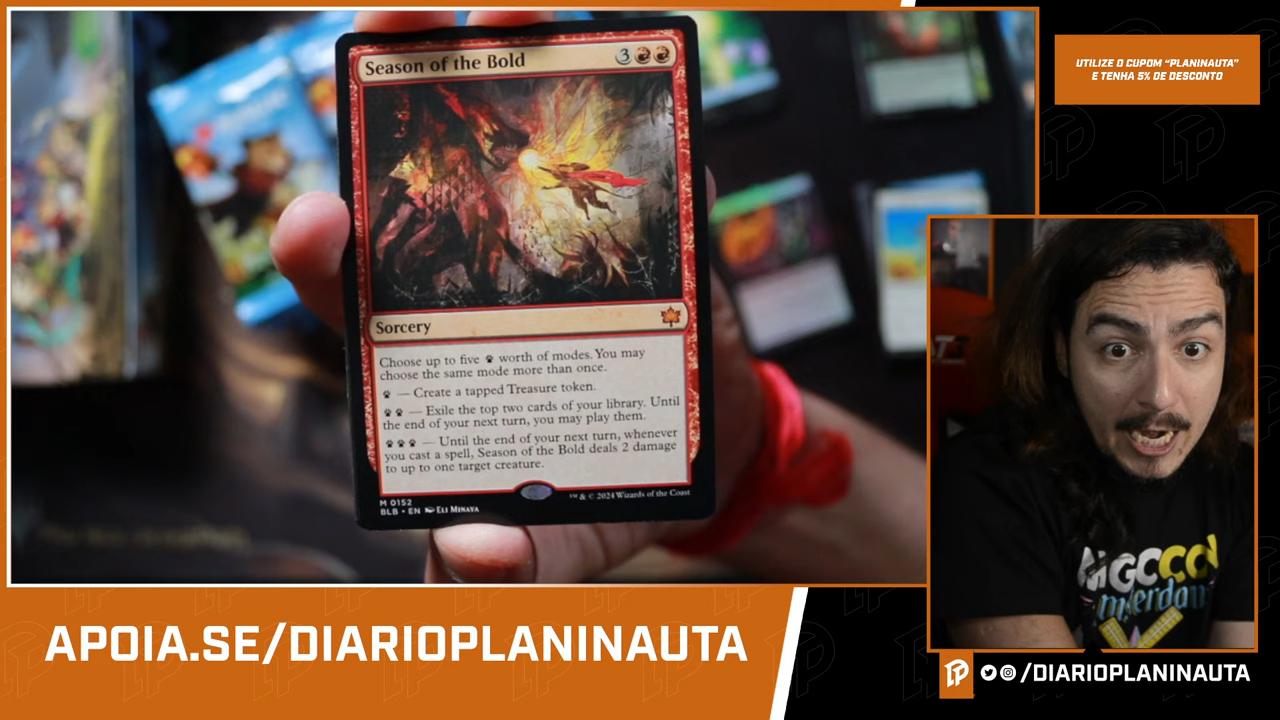 Season of the Bold 3
Sorcery
Choose up to five worth of modes. You may
choose the same mode more than once.
— Create a tapped Treasure token.
— Exile the top two cards of your library. Until
the end of your next turn, you may play them.
— Until the end of your next turn, whenever
you cast a spell, Season of the Bold deals 2 damage
to up to one target creature.
M 0152
BLB • EN ELI MINAYA
™ & © 2024 Wizards of the Coast
UTILIZE O CUPOM “PLANINAUTA”
E TENHA 5% DE DESCONTO
APOIA.SE/DIARIOPLANINAUTA
/DIARIOPLANINAUTA